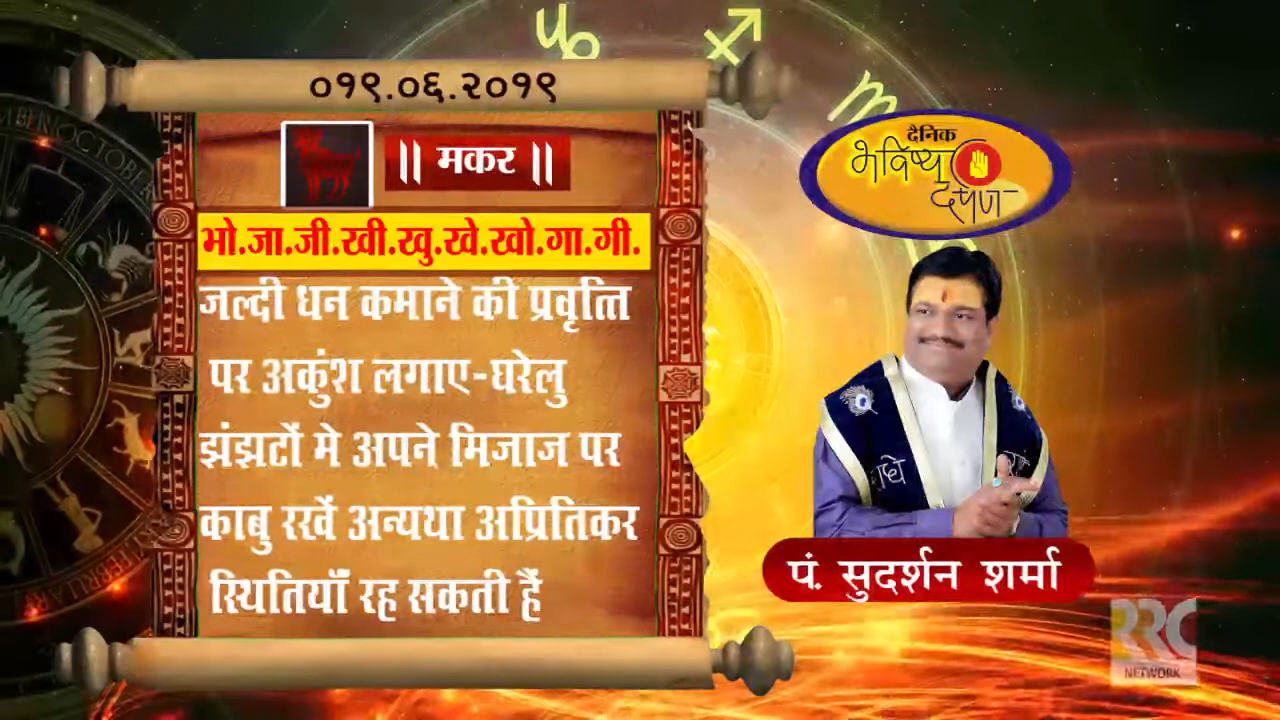 ०१९.०६.२०१९
|| मकर ||
भो.जा.जी.खी.खु.खे.खो.गा.गी.
जल्दी धन कमाने की प्रवृत्ति
पर अकुंश लगाए-घरेलु
झंझटों मे अपने मिजाज पर
काबु रखें अन्यथा अप्रितिकर
स्थितियाँ रह सकती हैं
दैनिक
भविष्य
दर्पण
राधे
पं. सुदर्शन शर्मा
RRC
NETWORK
OCTOBER